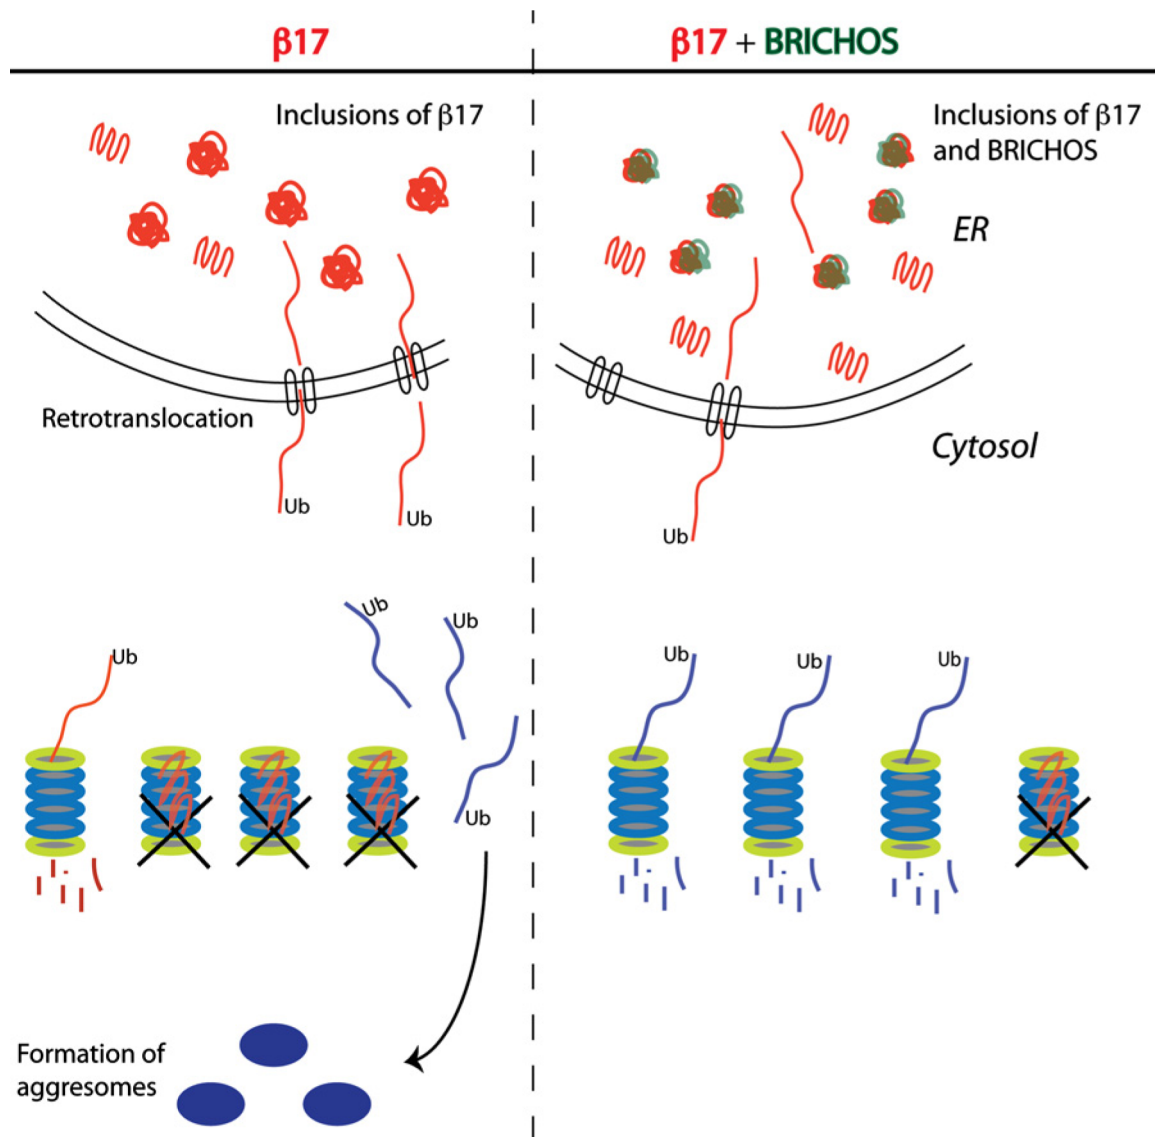 β17
β17 + BRICHOS
Inclusions of β17
Inclusions of β17
and BRICHOS
ER
Retrotranslocation
Cytosol
Ub
Ub
Ub
Ub
Ub
Ub
Ub
Ub
Ub
Ub
Ub
Formation of
aggresomes